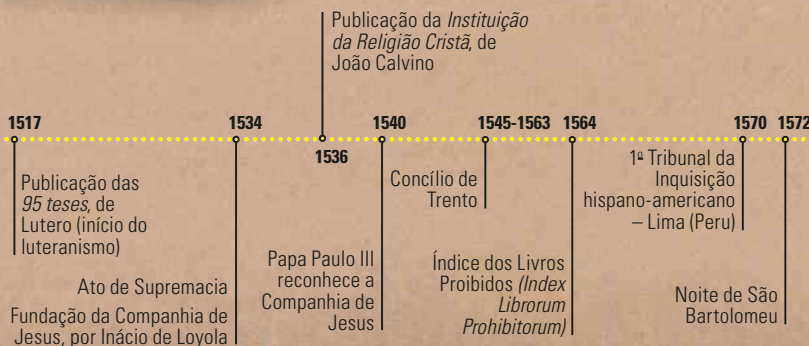 Publicação da Instituição
da Religião Cristã, de
João Calvino
1517
1534
1536
1540
1545-1563
1564
1570
1572
Publicação das
95 teses, de
Lutero (início do
luteranismo)
Ato de Supremacia
Fundação da Companhia de
Jesus, por Inácio de Loyola
Papa Paulo III
reconhece a
Companhia de
Jesus
Concílio de
Trento
Índice dos Livros
Proibidos (Index
Librorum
Prohibitorum)
1º Tribunal da
Inquisição
hispano-americano
– Lima (Peru)
Noite de São
Bartolomeu